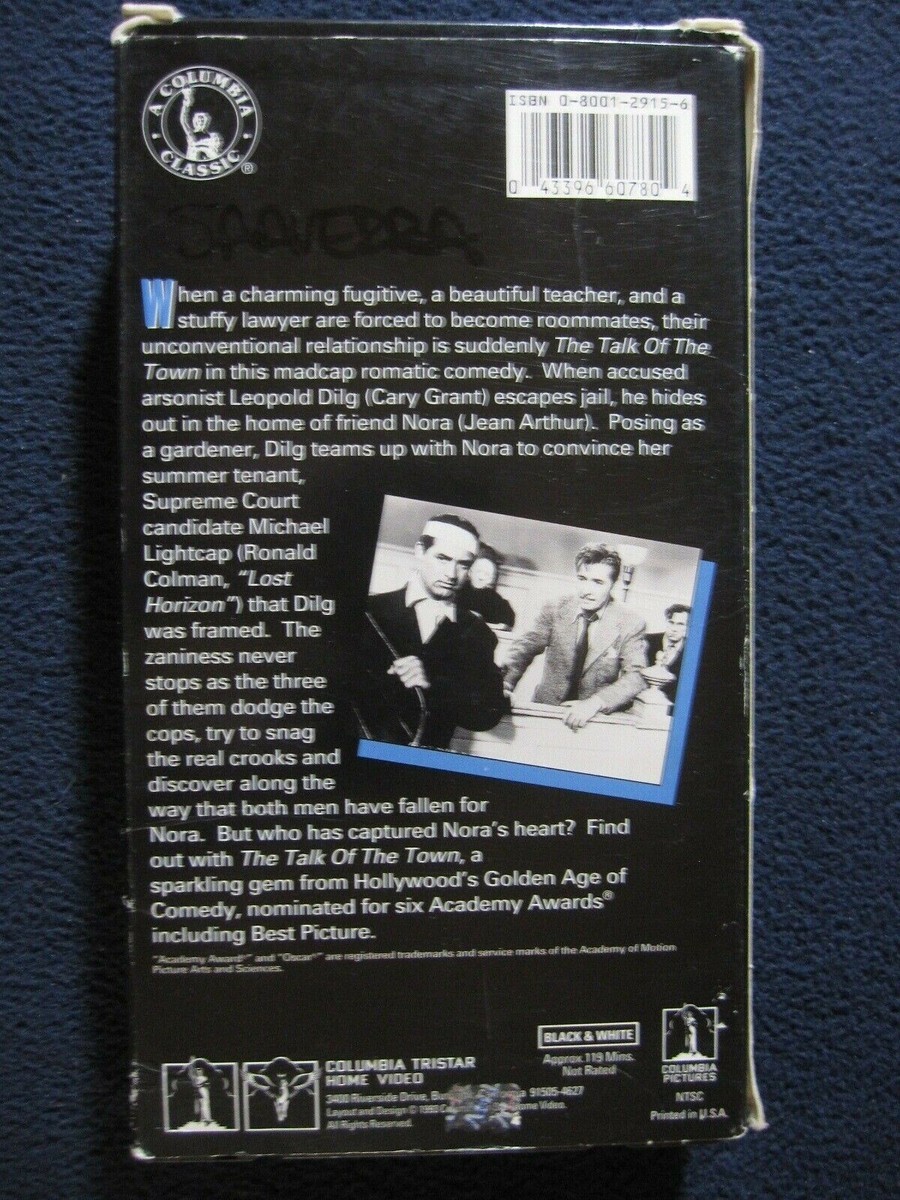 A COLUMBIA
CLASSIC ®
ISBN 0-8001-2915-6
0 43396 60780 4
SAAVEDRA
When a charming fugitive, a beautiful teacher, and a
stuffy lawyer are forced to become roommates, their
unconventional relationship is suddenly The Talk Of The
Town in this madcap romatic comedy. When accused
arsonist Leopold Dilg (Cary Grant) escapes jail, he hides
out in the home of friend Nora (Jean Arthur). Posing as
a gardener, Dilg teams up with Nora to convince her
summer tenant,
Supreme Court
candidate Michael
Lightcap (Ronald
Colman, "Lost
Horizon") that Dilg
was framed. The
zaniness never
stops as the three
of them dodge the
cops, try to snag
the real crooks and
discover along the
way that both men have fallen for
Nora. But who has captured Nora's heart? Find
out with The Talk Of The Town, a
sparkling gem from Hollywood's Golden Age of
Comedy, nominated for six Academy Awards®
including Best Picture.
"Academy Award®" and "Oscar®" are registered trademarks and service marks of the Academy of Motion
Picture Arts and Sciences.
COLUMBIA TRISTAR
HOME VIDEO
3400 Riverside Drive, 91505-4627
Layout and Design © 1993 Home Video.
All Rights Reserved.
BLACK & WHITE
Approx. 119 Mins.
Not Rated
COLUMBIA
PICTURES
NTSC
Printed in U.S.A.